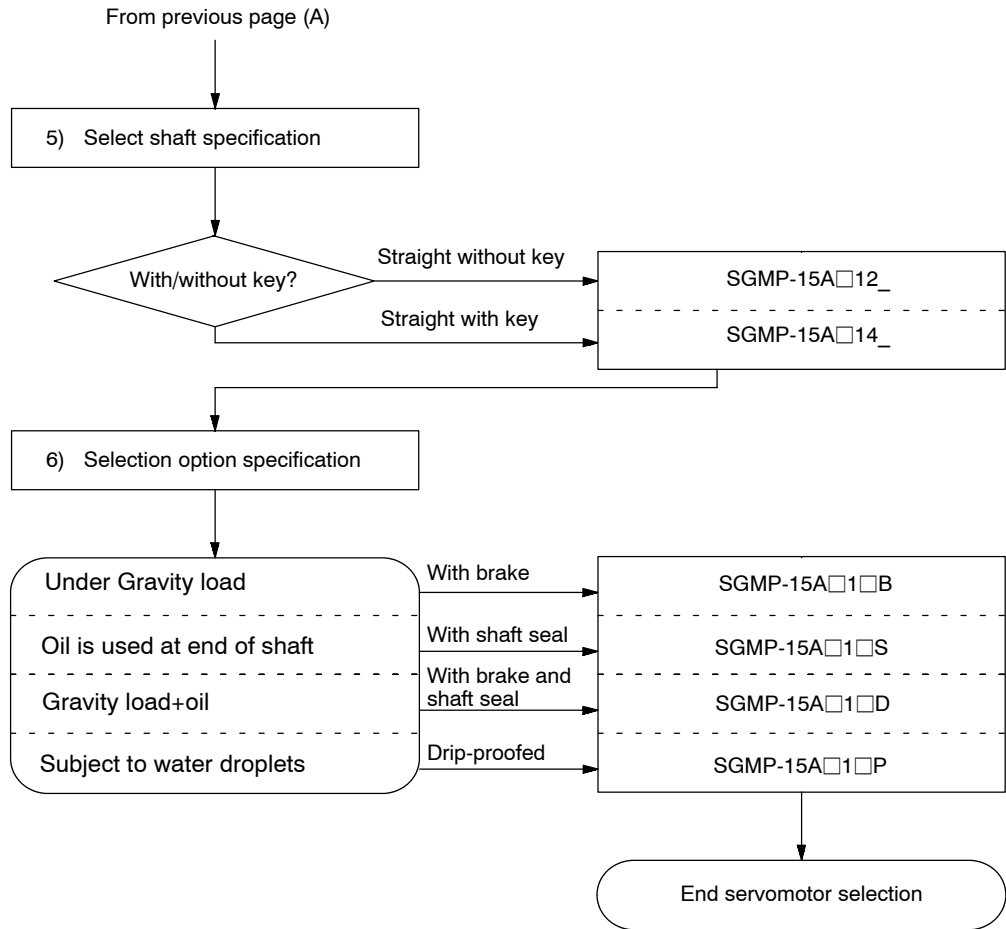 From previous page (A)
5) Select shaft specification
With/without key?
Straight without key
SGMP-15A□12_
Straight with key
SGMP-15A□14_
6) Selection option specification
Under Gravity load
With brake
SGMP-15A□1□B
Oil is used at end of shaft
With shaft seal
SGMP-15A□1□S
Gravity load+oil
With brake and
shaft seal
SGMP-15A□1□D
Subject to water droplets
Drip-proofed
SGMP-15A□1□P
End servomotor selection